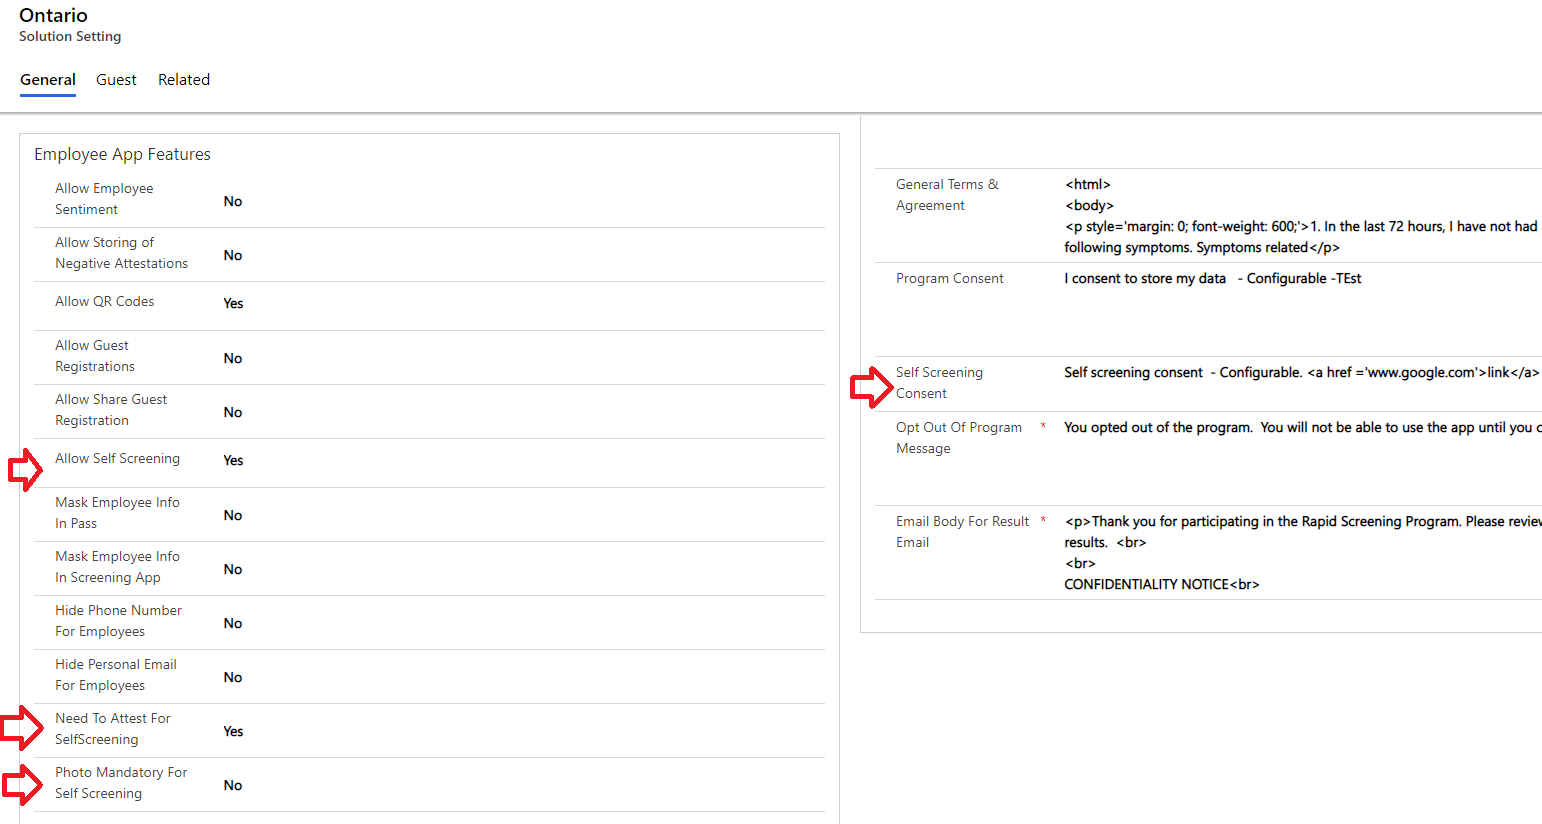 Ontario
Solution Setting
General Guest Related
Employee App Features
Allow Employee
Sentiment
No
Allow Storing of
Negative Attestations
No
Allow QR Codes
Yes
Allow Guest
Registrations
No
Allow Share Guest
Registration
No
Allow Self Screening
Yes
Mask Employee Info
In Pass
No
Mask Employee Info
In Screening App
No
Hide Phone Number
For Employees
No
Hide Personal Email
For Employees
No
Need To Attest For
SelfScreening
Yes
Photo Mandatory For
Self Screening
No
General Terms &
Agreement
<html>
<body>
<p style='margin: 0; font-weight: 600;'>1. In the last 72 hours, I have not had
following symptoms. Symptoms related</p>
Program Consent
I consent to store my data - Configurable -TEst
Self Screening
Consent
Self screening consent - Configurable. <a href ='www.google.com'>link</a>
Opt Out Of Program *
Message
You opted out of the program. You will not be able to use the app until you c
Email Body For Result *
Email
<p>Thank you for participating in the Rapid Screening Program. Please review
results. <br>
<br>
CONFIDENTIALITY NOTICE<br>